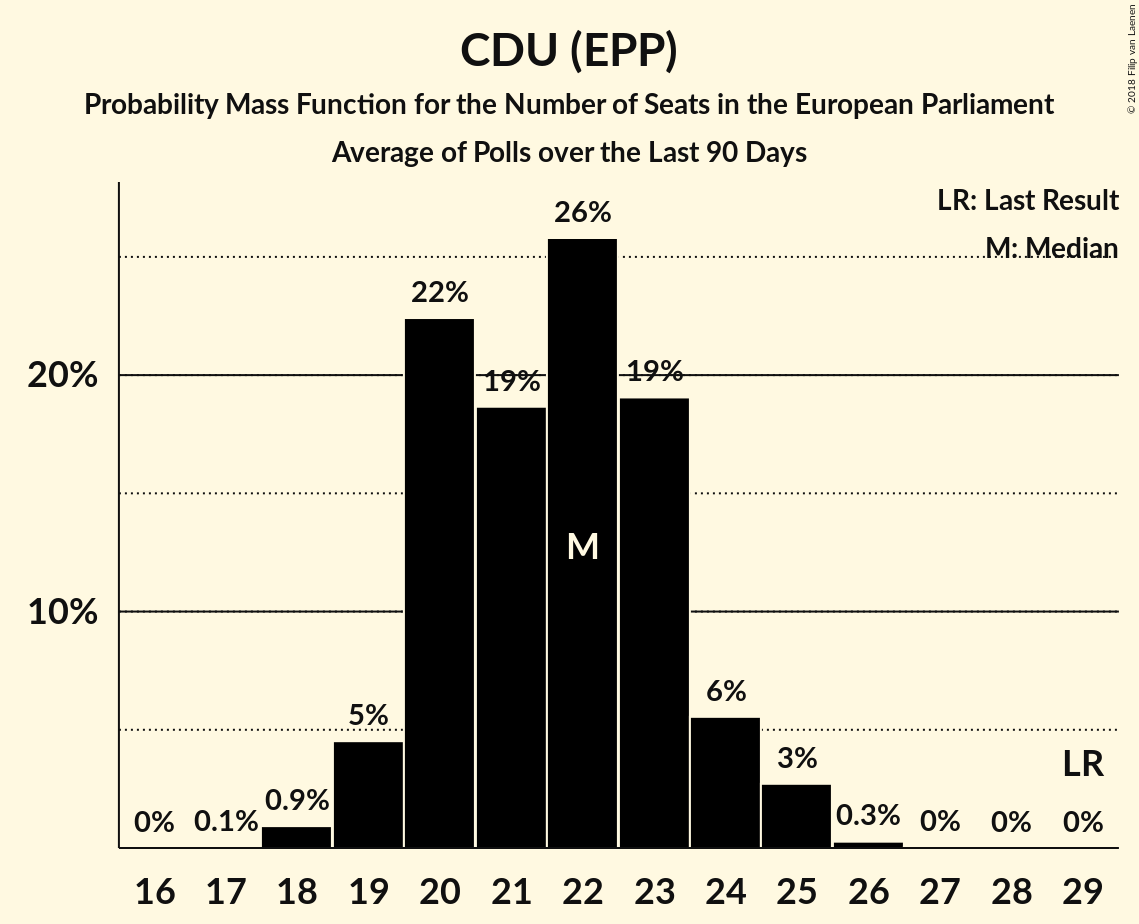 CDU (EPP)
Probability Mass Function for the Number of Seats in the European Parliament
Average of Polls over the Last 90 Days
© 2018 Filip van Laenen
LR: Last Result
M: Median
26%
22%
20%
19%
19%
M
10%
6%
5%
3%
LR
0%
0.1%
0.9%
0.3%
0%
0%
0%
16 17 18 19 20 21 22 23 24 25 26 27 28 29